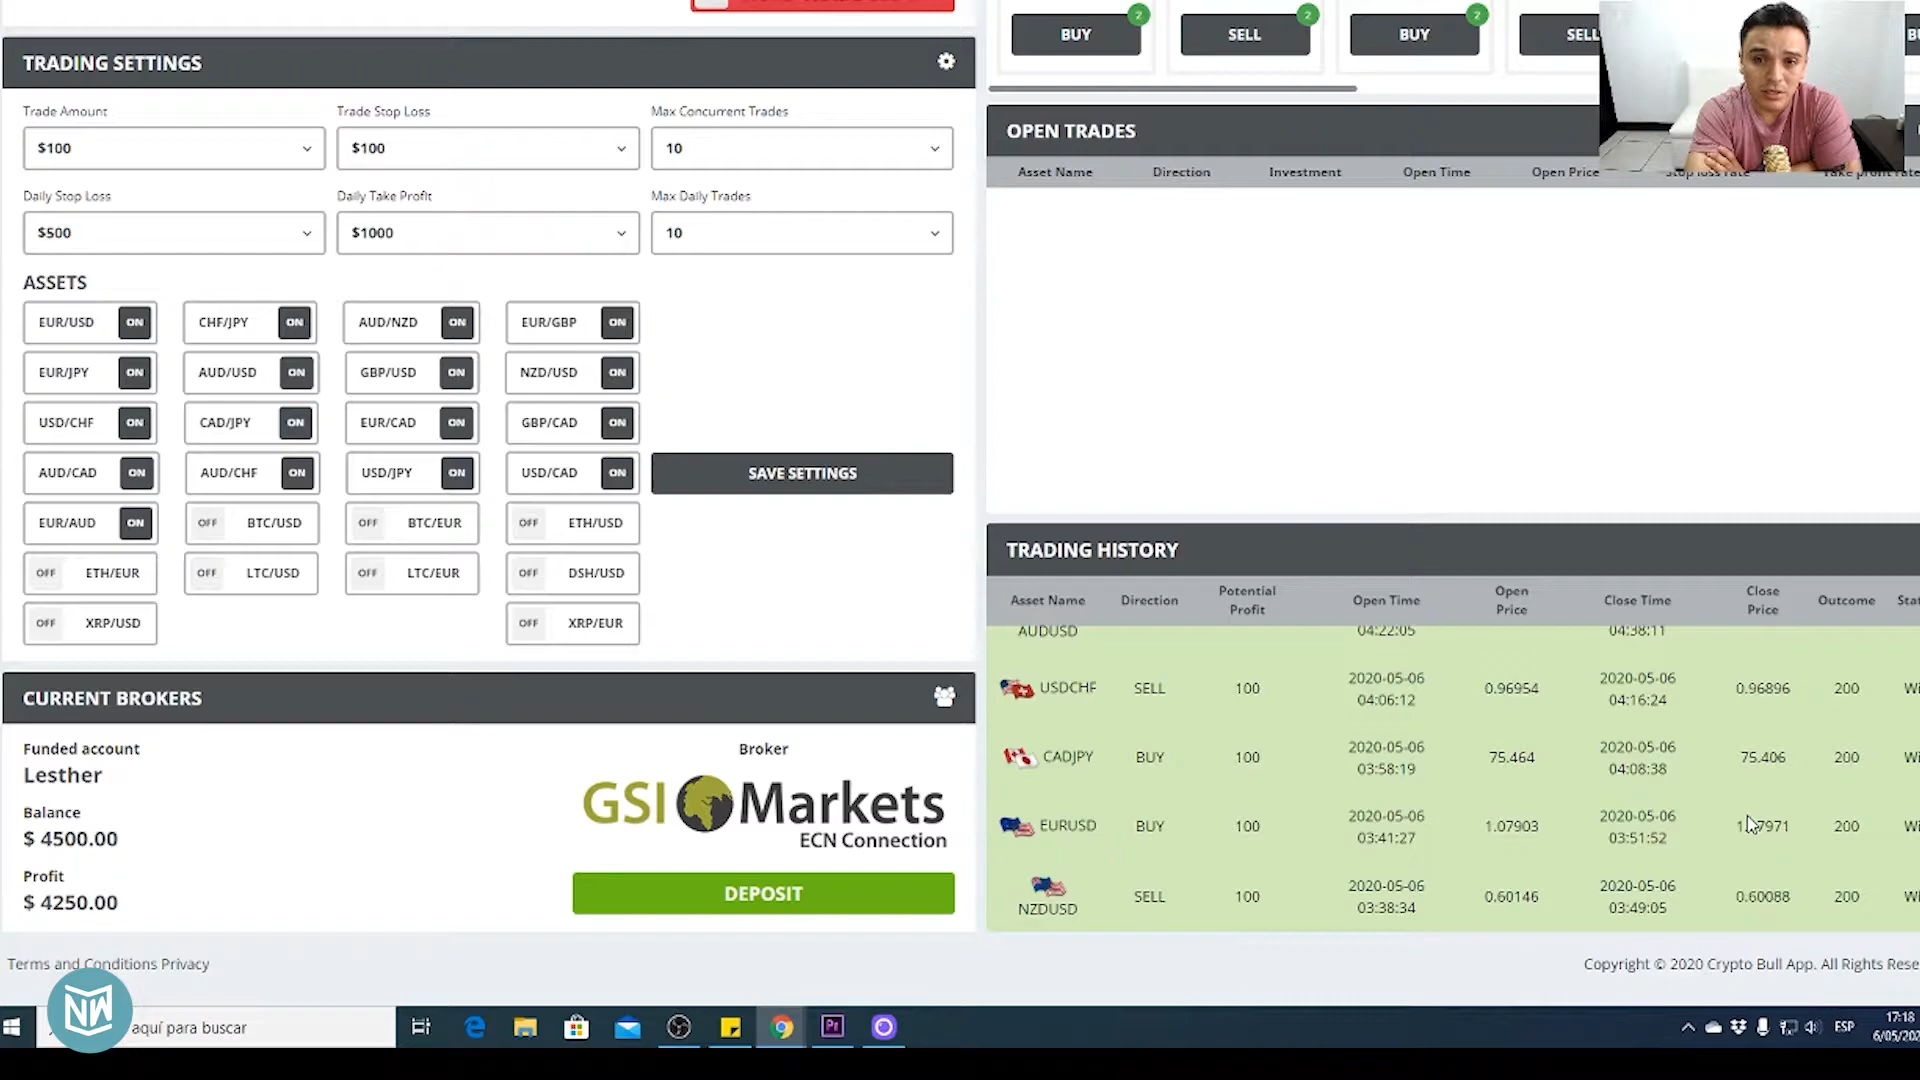 BUY 2
SELL 2
BUY 2
TRADING SETTINGS
Trade Amount
Trade Stop Loss
Max Concurrent Trades
$100
$100
10
Daily Stop Loss
Daily Take Profit
Max Daily Trades
$500
$1000
10
ASSETS
EUR/USD ON
CHF/JPY ON
AUD/NZD ON
EUR/GBP ON
EUR/JPY ON
AUD/USD ON
GBP/USD ON
NZD/USD ON
USD/CHF ON
CAD/JPY ON
EUR/CAD ON
GBP/CAD ON
AUD/CAD ON
AUD/CHF ON
USD/JPY ON
USD/CAD ON
SAVE SETTINGS
EUR/AUD ON
OFF BTC/USD
OFF BTC/EUR
OFF ETH/USD
OFF ETH/EUR
OFF LTC/USD
OFF LTC/EUR
OFF DSH/USD
OFF XRP/USD
OFF XRP/EUR
CURRENT BROKERS
Funded account
Lesther
Balance
$ 4500.00
Profit
$ 4250.00
Broker
GSI Markets
ECN Connection
DEPOSIT
OPEN TRADES
Asset Name Direction Investment Open Time Open Price
TRADING HISTORY
Asset Name Direction Potential Profit Open Time Open Price Close Time Close Price Outcome
AUDUSD 04:22:05 04:38:11
USDCHF SELL 100 2020-05-06 04:06:12 0.96954 2020-05-06 04:16:24 0.96896 200
CADJPY BUY 100 2020-05-06 03:58:19 75.464 2020-05-06 04:08:38 75.406 200
EURUSD BUY 100 2020-05-06 03:41:27 1.07903 2020-05-06 03:51:52 200
NZDUSD SELL 100 2020-05-06 03:38:34 0.60146 2020-05-06 03:49:05 0.60088 200
Terms and Conditions Privacy
Copyright © 2020 Crypto Bull App. All Rights
NW
aquí para buscar
Pr
ESP
17:18